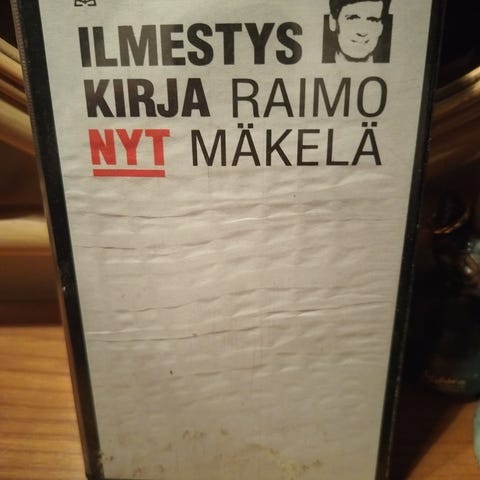 ILMESTYS
KIRJA RAIMO
NYT MÄKELÄ